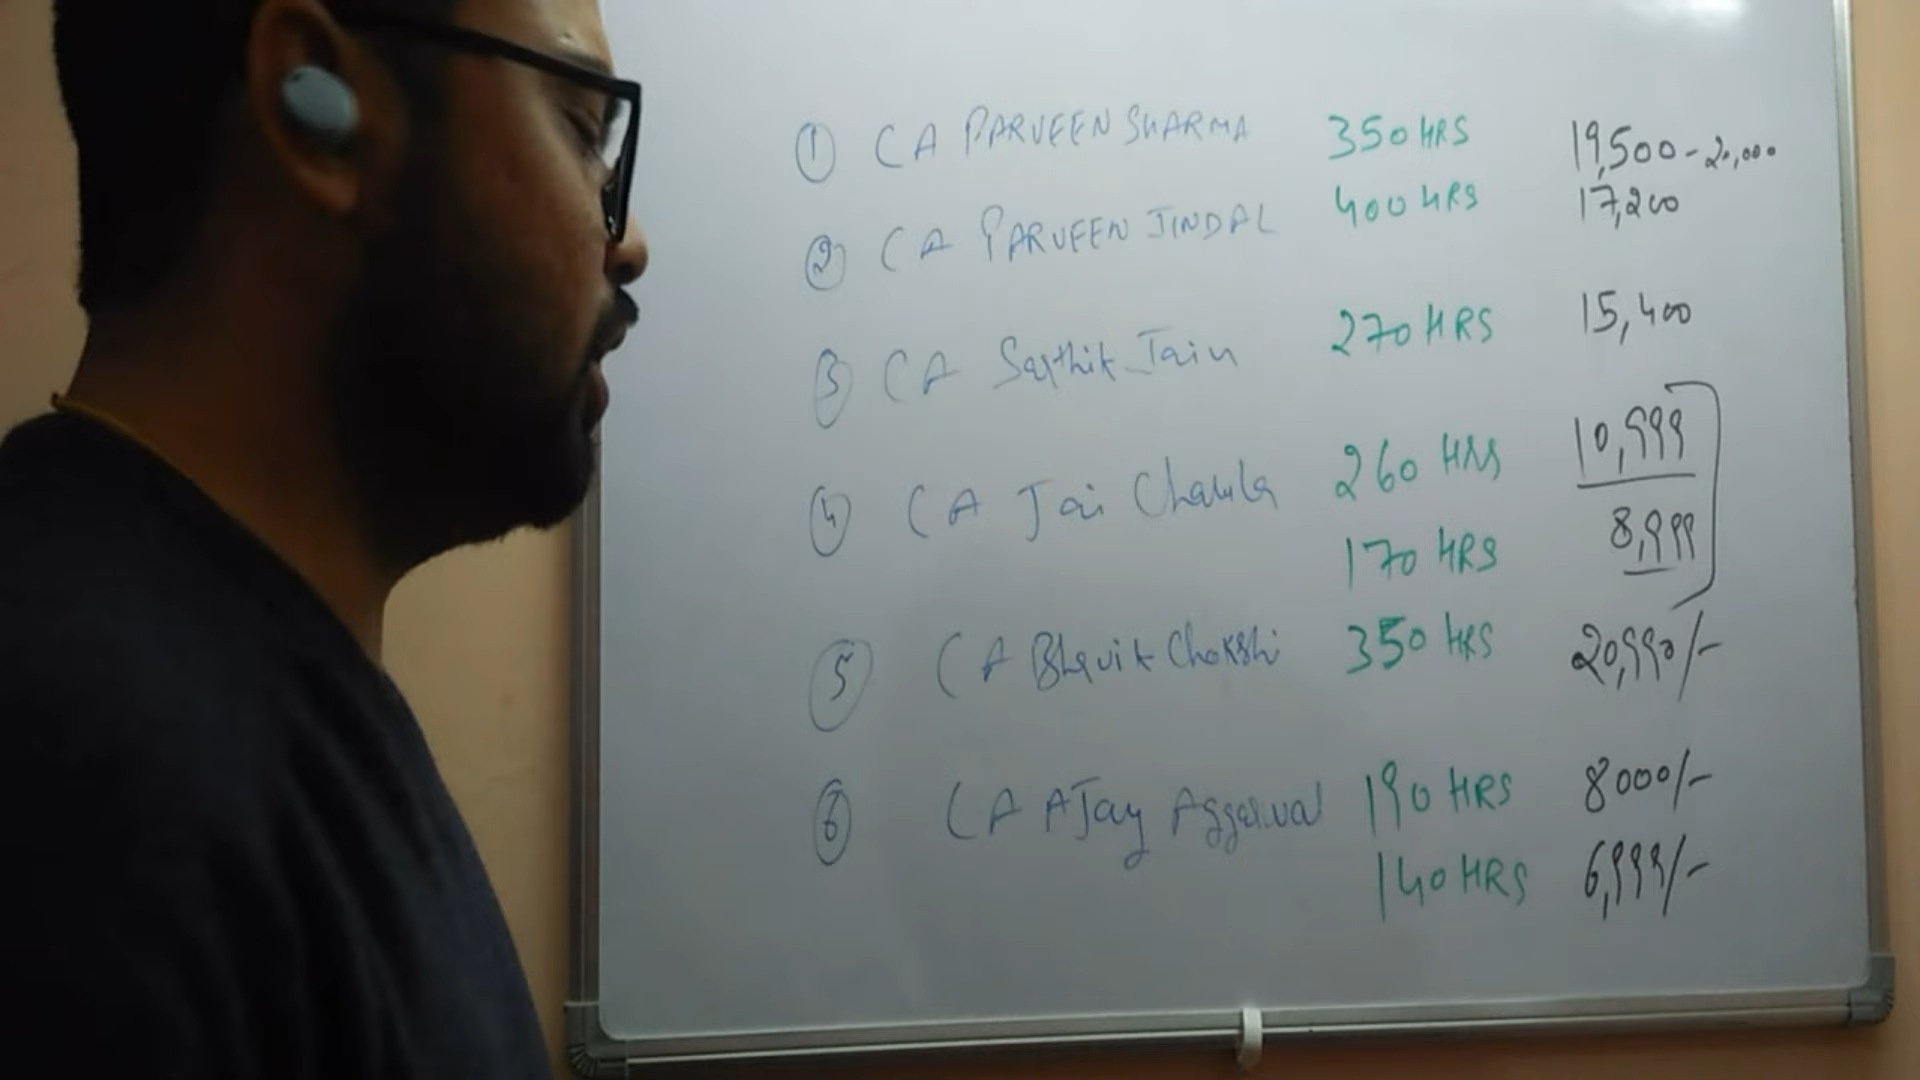 ① CA PARVEEN SHARMA 350 HRS 19,500 - 20,000
② CA PARVEEN JINDAL 400 HRS 17,200
③ CA Sarthik Jain 270 HRS 15,400
④ CA Jai Chawla 260 HRS 10,999
170 HRS 8,999
⑤ CA Bhavik Chokshi 350 HRS 20,990/-
⑥ CA AJay Aggarwal 190 HRS 8000/-
140 HRS 6,999/-